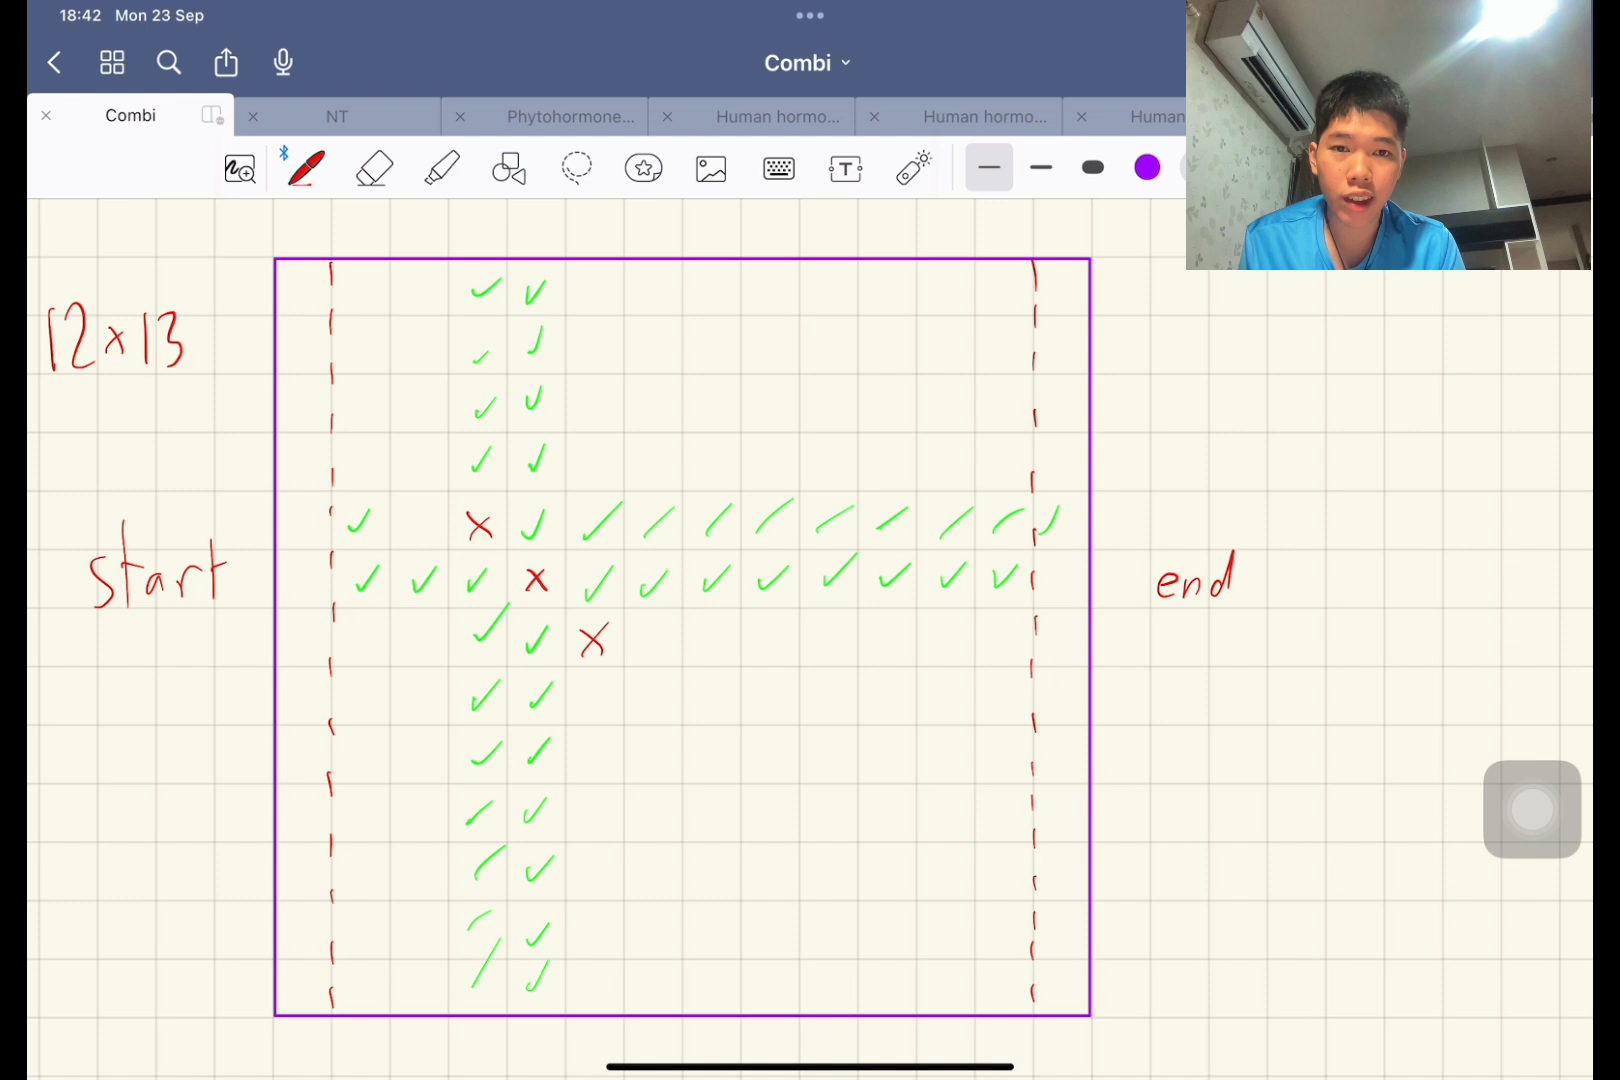 18:42 Mon 23 Sep
Combi
Combi
NT
Phytohormone...
Human hormo...
Human hormo...
Human
T
12x13
start
end